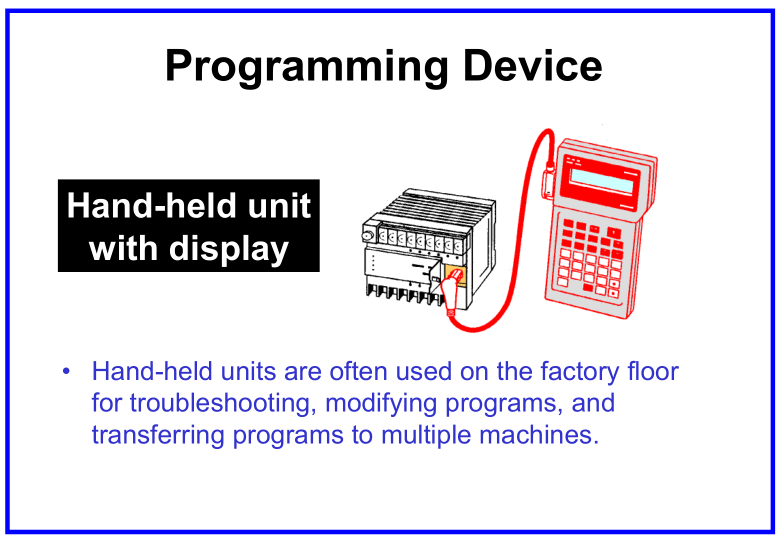 Programming Device
Hand-held unit
with display
• Hand-held units are often used on the factory floor
for troubleshooting, modifying programs, and
transferring programs to multiple machines.